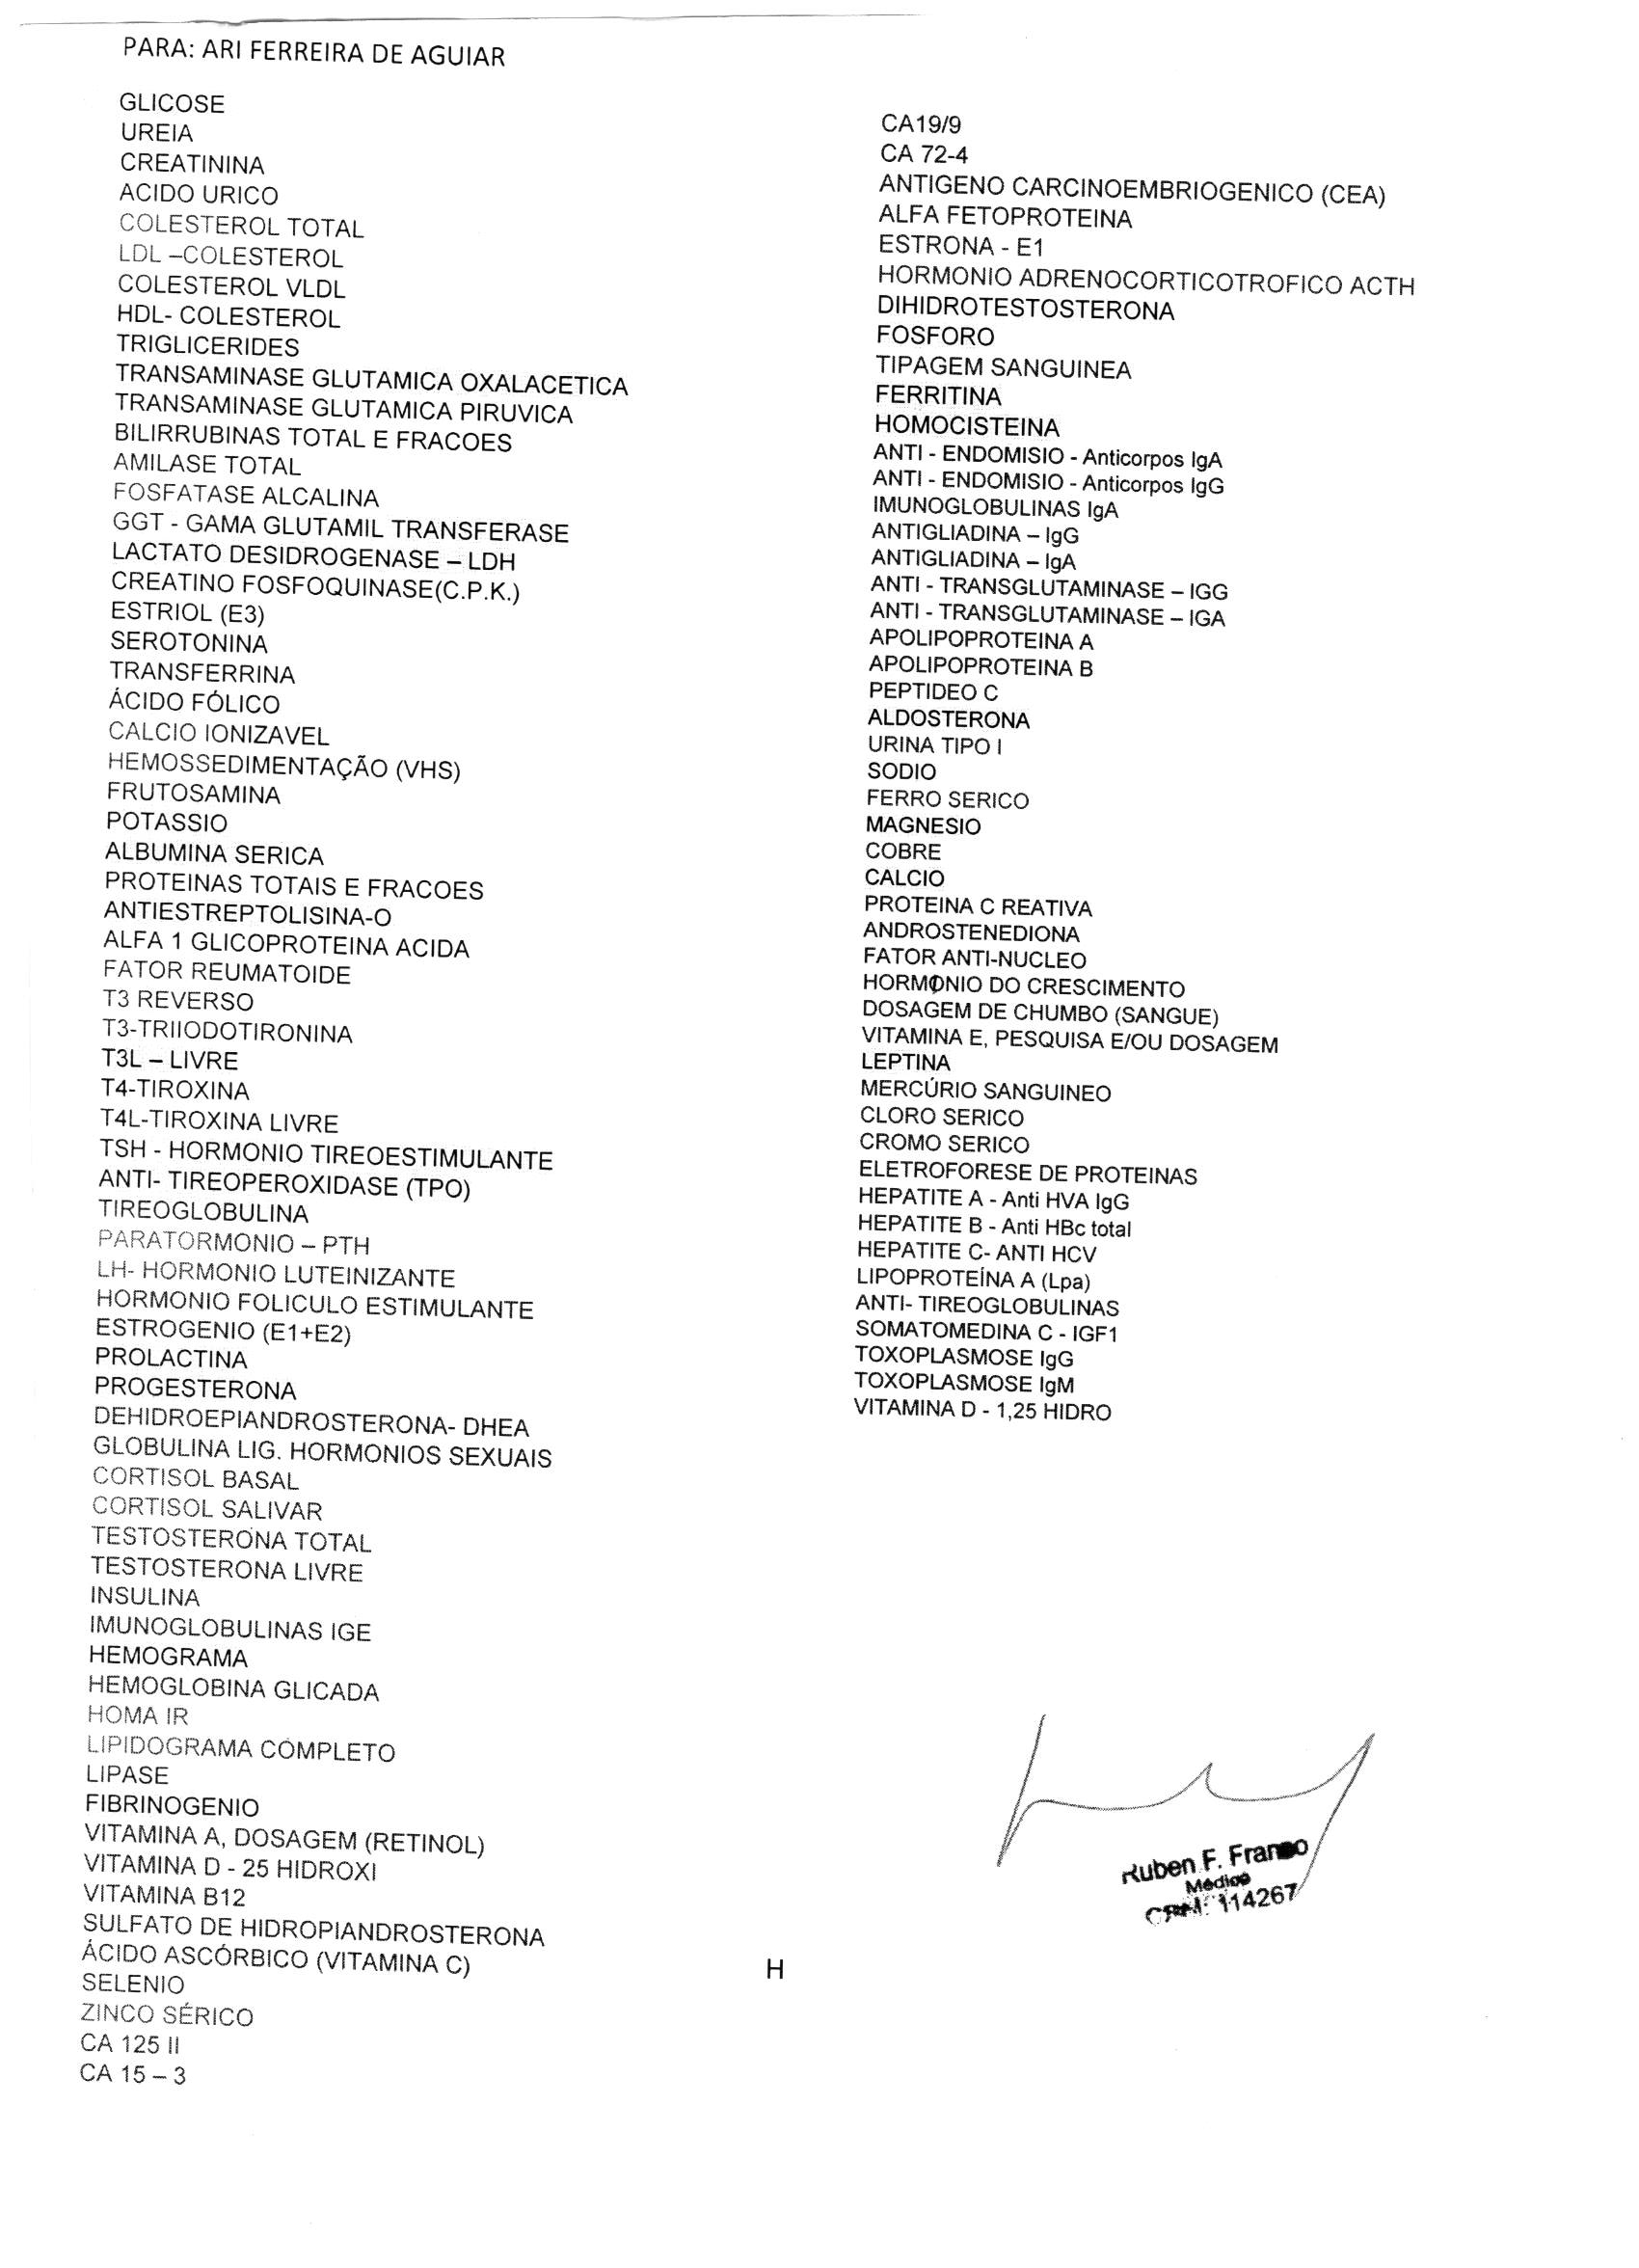 PARA: ARI FERREIRA DE AGUIAR
GLICOSE
UREIA
CREATININA
ACIDO URICO
COLESTEROL TOTAL
LDL –COLESTEROL
COLESTEROL VLDL
HDL- COLESTEROL
TRIGLICERIDES
TRANSAMINASE GLUTAMICA OXALACETICA
TRANSAMINASE GLUTAMICA PIRUVICA
BILIRRUBINAS TOTAL E FRACOES
AMILASE TOTAL
FOSFATASE ALCALINA
GGT - GAMA GLUTAMIL TRANSFERASE
LACTATO DESIDROGENASE – LDH
CREATINO FOSFOQUINASE(C.P.K.)
ESTRIOL (E3)
SEROTONINA
TRANSFERRINA
ÁCIDO FÓLICO
CALCIO IONIZAVEL
HEMOSSEDIMENTAÇÃO (VHS)
FRUTOSAMINA
POTASSIO
ALBUMINA SERICA
PROTEINAS TOTAIS E FRACOES
ANTIESTREPTOLISINA-O
ALFA 1 GLICOPROTEINA ACIDA
FATOR REUMATOIDE
T3 REVERSO
T3-TRIIODOTIRONINA
T3L – LIVRE
T4-TIROXINA
T4L-TIROXINA LIVRE
TSH - HORMONIO TIREOESTIMULANTE
ANTI- TIREOPEROXIDASE (TPO)
TIREOGLOBULINA
PARATORMONIO – PTH
LH- HORMONIO LUTEINIZANTE
HORMONIO FOLICULO ESTIMULANTE
ESTROGENIO (E1+E2)
PROLACTINA
PROGESTERONA
DEHIDROEPIANDROSTERONA- DHEA
GLOBULINA LIG. HORMONIOS SEXUAIS
CORTISOL BASAL
CORTISOL SALIVAR
TESTOSTERONA TOTAL
TESTOSTERONA LIVRE
INSULINA
IMUNOGLOBULINAS IGE
HEMOGRAMA
HEMOGLOBINA GLICADA
HOMA IR
LIPIDOGRAMA COMPLETO
LIPASE
FIBRINOGENIO
VITAMINA A, DOSAGEM (RETINOL)
VITAMINA D - 25 HIDROXI
VITAMINA B12
SULFATO DE HIDROPIANDROSTERONA
ÁCIDO ASCÓRBICO (VITAMINA C)
SELENIO
ZINCO SÉRICO
CA 125 II
CA 15 – 3
CA19/9
CA 72-4
ANTIGENO CARCINOEMBRIOGENICO (CEA)
ALFA FETOPROTEINA
ESTRONA - E1
HORMONIO ADRENOCORTICOTROFICO ACTH
DIHIDROTESTOSTERONA
FOSFORO
TIPAGEM SANGUINEA
FERRITINA
HOMOCISTEINA
ANTI - ENDOMISIO - Anticorpos IgA
ANTI - ENDOMISIO - Anticorpos IgG
IMUNOGLOBULINAS IgA
ANTIGLIADINA – IgG
ANTIGLIADINA – IgA
ANTI - TRANSGLUTAMINASE – IGG
ANTI - TRANSGLUTAMINASE – IGA
APOLIPOPROTEINA A
APOLIPOPROTEINA B
PEPTIDEO C
ALDOSTERONA
URINA TIPO I
SODIO
FERRO SERICO
MAGNESIO
COBRE
CALCIO
PROTEINA C REATIVA
ANDROSTENEDIONA
FATOR ANTI-NUCLEO
HORMONIO DO CRESCIMENTO
DOSAGEM DE CHUMBO (SANGUE)
VITAMINA E, PESQUISA E/OU DOSAGEM
LEPTINA
MERCÚRIO SANGUINEO
CLORO SERICO
CROMO SERICO
ELETROFORESE DE PROTEINAS
HEPATITE A - Anti HVA IgG
HEPATITE B - Anti HBc total
HEPATITE C- ANTI HCV
LIPOPROTEÍNA A (Lpa)
ANTI- TIREOGLOBULINAS
SOMATOMEDINA C - IGF1
TOXOPLASMOSE IgG
TOXOPLASMOSE IgM
VITAMINA D - 1,25 HIDRO
Ruben F. Franco
Médico
CRM: 114267
H